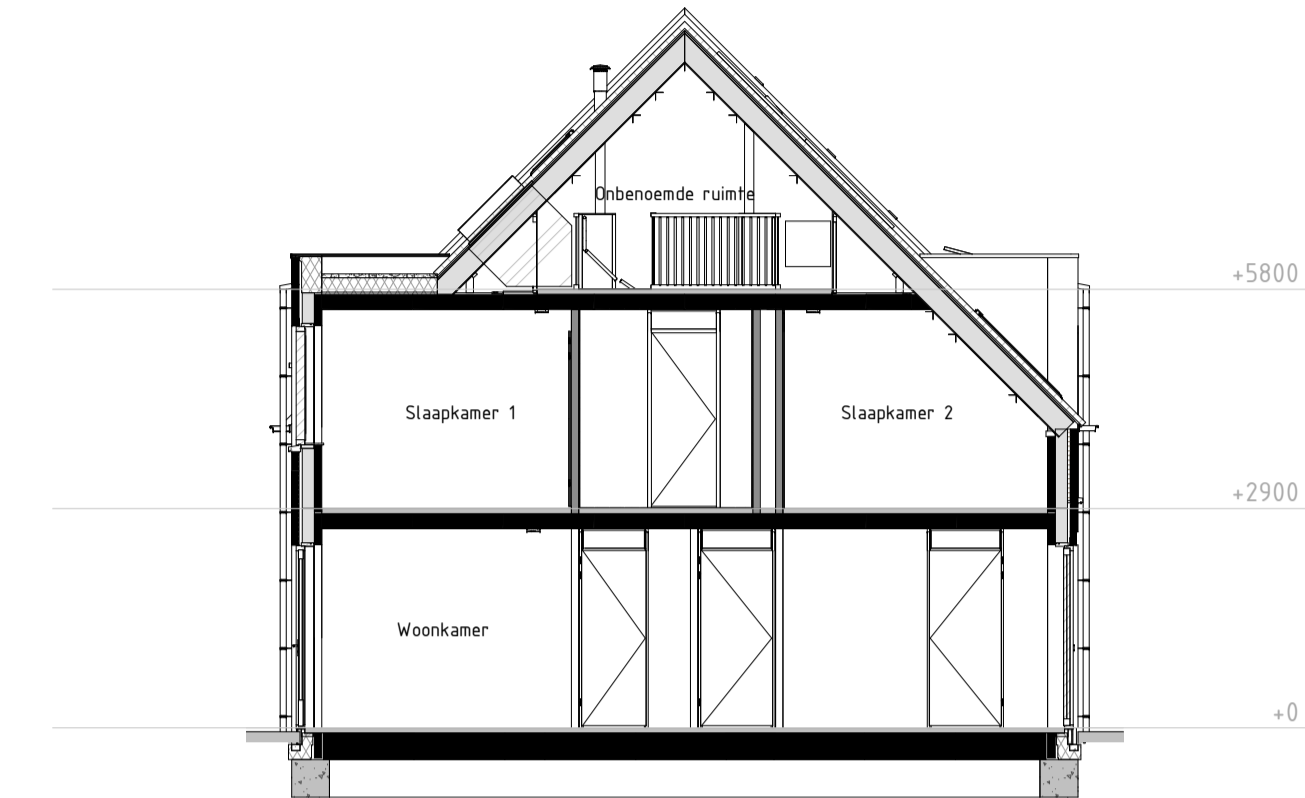 Onbenoemde ruimte
+5800
Slaapkamer 1
Slaapkamer 2
+2900
Woonkamer
+0